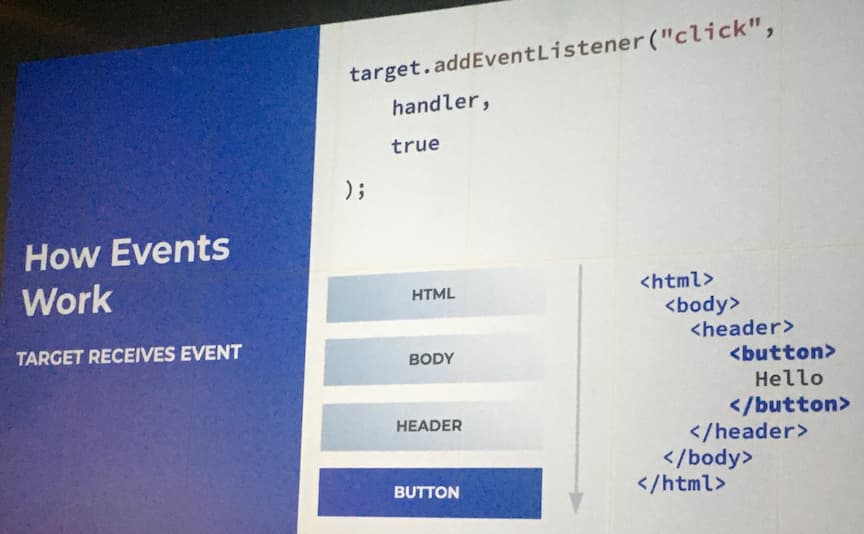 How Events
Work
TARGET RECEIVES EVENT
target.addEventListener("click",
handler,
true
);
HTML
BODY
HEADER
BUTTON
<html>
<body>
<header>
<button>
Hello
</button>
</header>
</body>
</html>